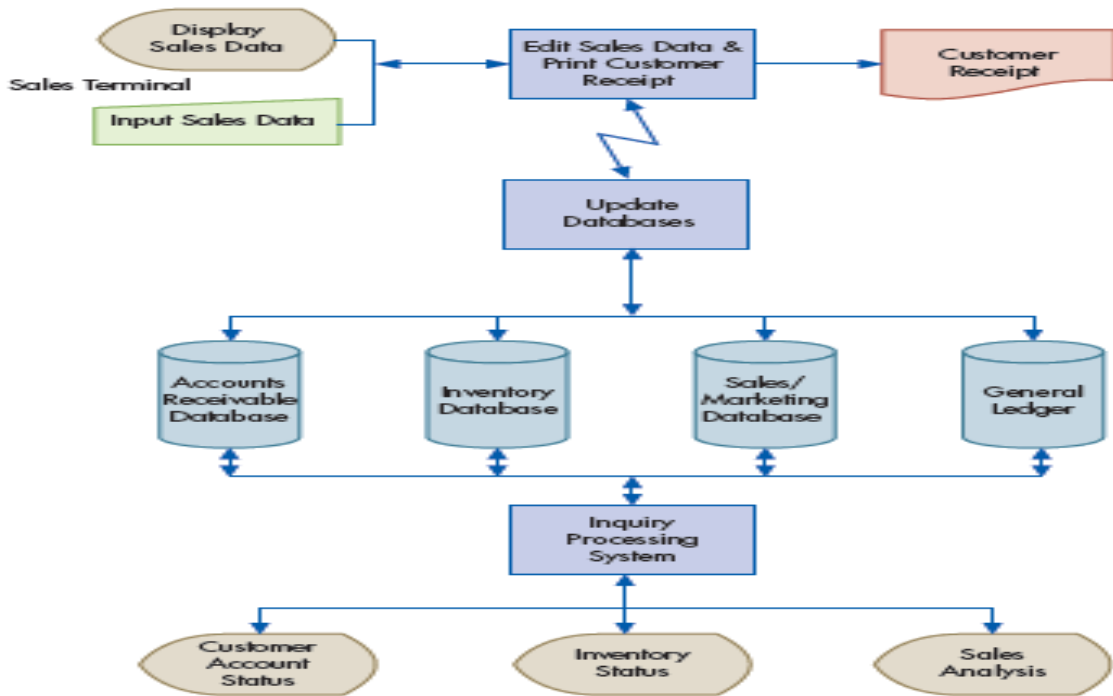 Display
Sales Data
Edit Sales Data &
Print Customer
Receipt
Customer
Receipt
Sales Terminal
Input Sales Data
Update
Databases
Accounts
Receivable
Database
Inventory
Database
Sales/
Marketing
Database
General
Ledger
Inquiry
Processing
System
Customer
Account
Status
Inventory
Status
Sales
Analysis